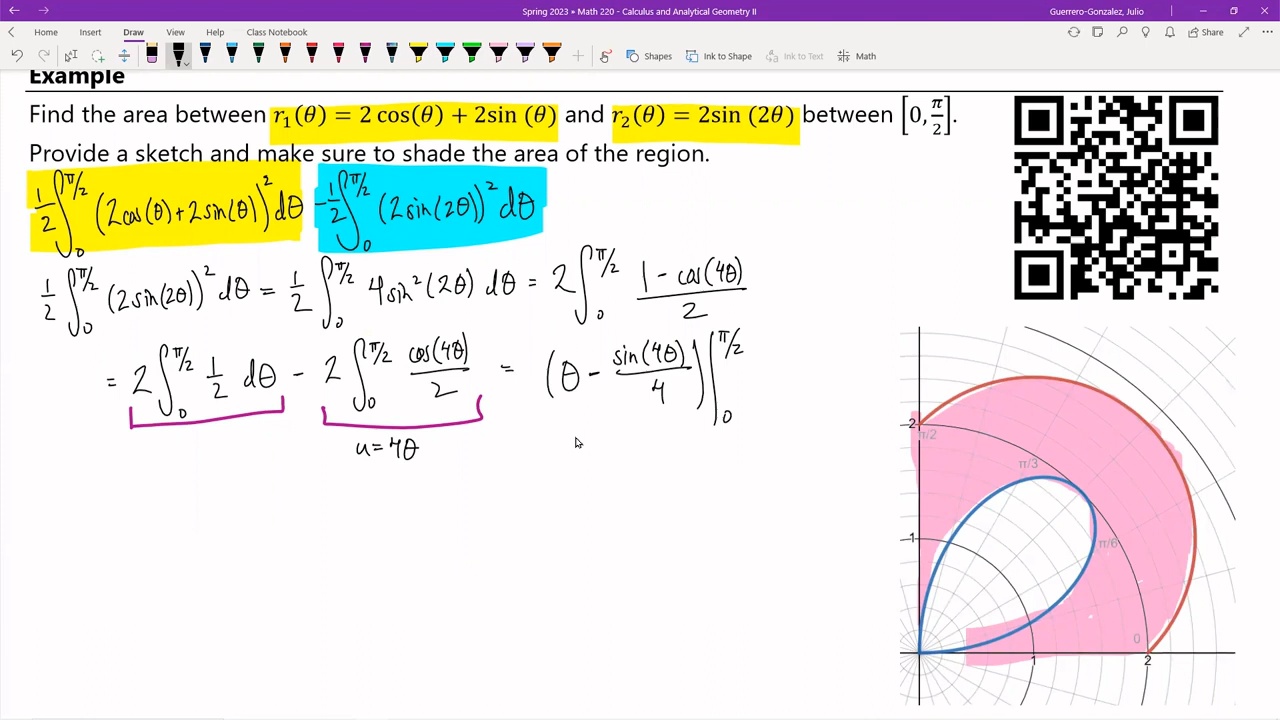 Spring 2023 » Math 220 - Calculus and Analytical Geometry II
Guerrero-Gonzalez, Julio
Home Insert Draw View Help Class Notebook
Share
Shapes Ink to Shape Ink to Text Math
Example
Find the area between r₁(θ) = 2 cos(θ) + 2sin (θ) and r₂(θ) = 2sin (2θ) between [0, π/2].
Provide a sketch and make sure to shade the area of the region.
1/2 ∫₀^{π/2} (2cos(θ)+2sin(θ))² dθ - 1/2 ∫₀^{π/2} (2sin(2θ))² dθ
1/2 ∫₀^{π/2} (2sin(2θ))² dθ = 1/2 ∫₀^{π/2} 4sin²(2θ) dθ = 2 ∫₀^{π/2} (1 - cos(4θ))/2
= 2 ∫₀^{π/2} 1/2 dθ - 2 ∫₀^{π/2} cos(4θ)/2 = (θ - sin(4θ)/4) |₀^{π/2}
u=4θ
2
π/2
π/3
1
π/6
0
1 2